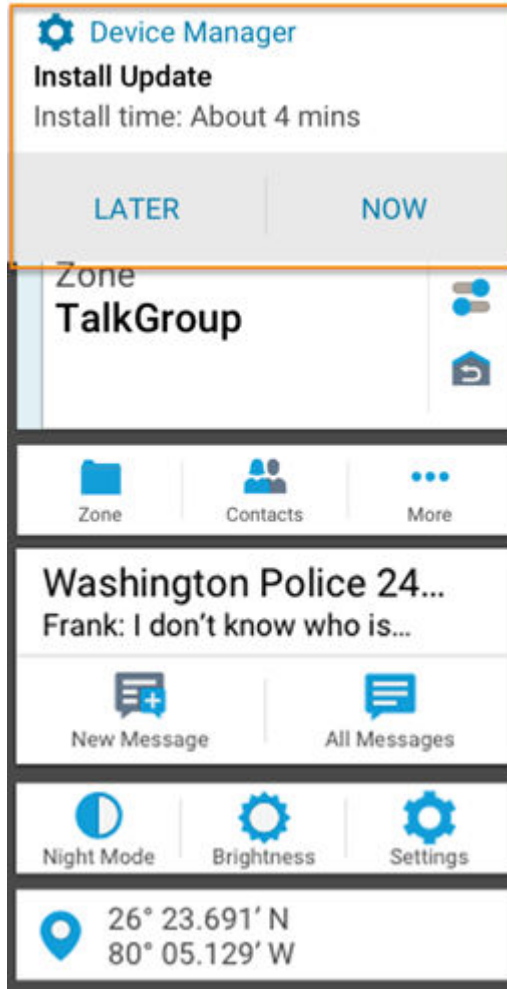 Device Manager
Install Update
Install time: About 4 mins
LATER NOW
Zone
TalkGroup
Zone Contacts More
Washington Police 24...
Frank: I don't know who is...
New Message All Messages
Night Mode Brightness Settings
26° 23.691' N
80° 05.129' W